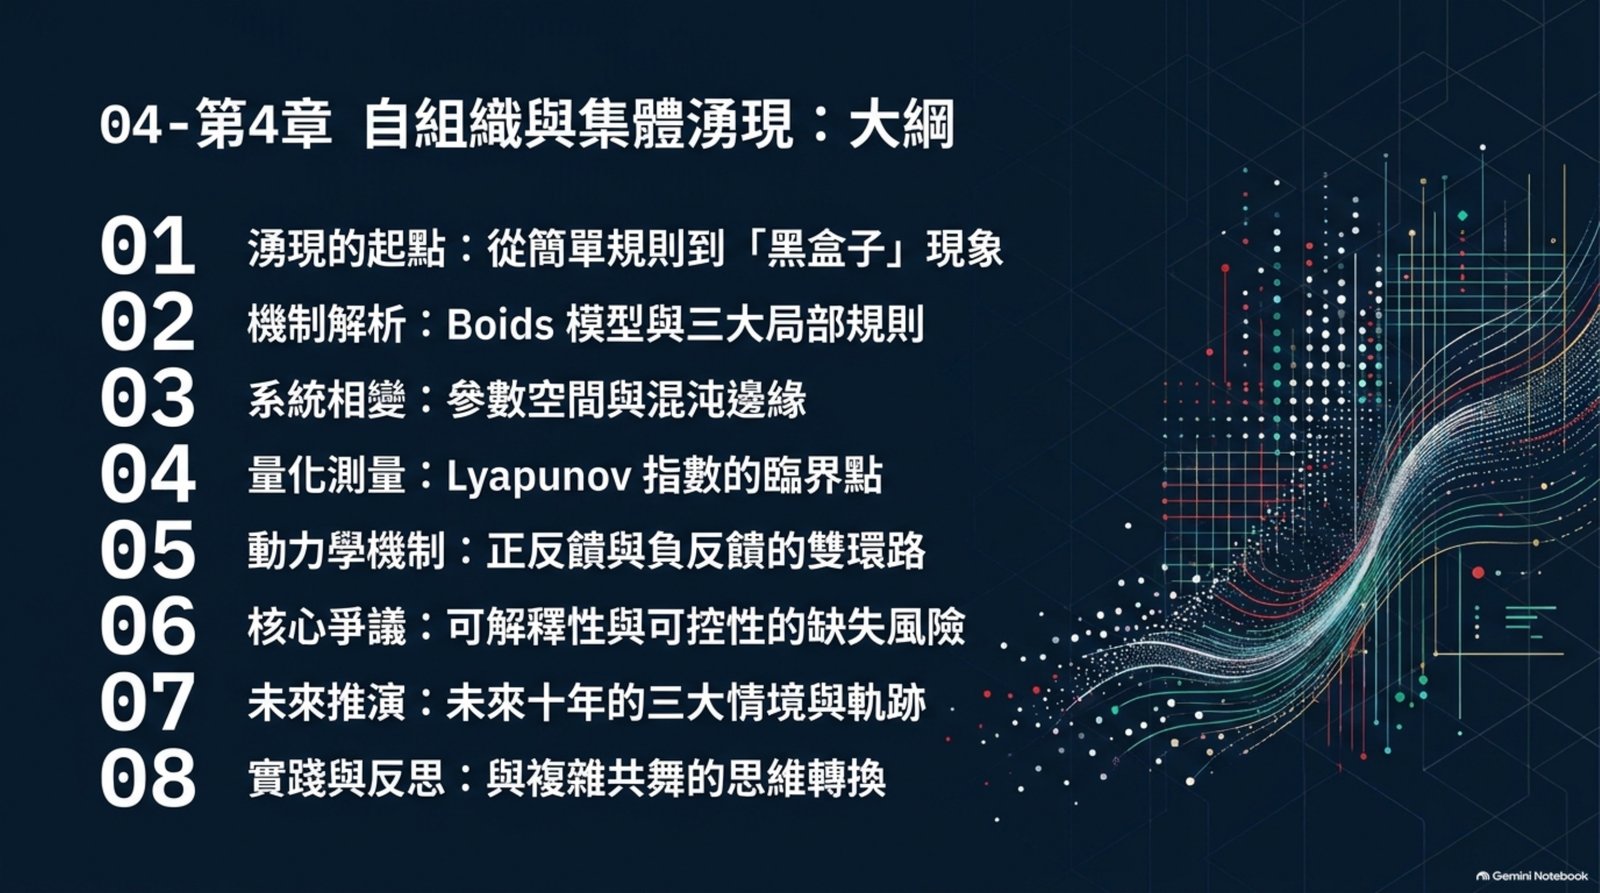 04-第4章 自組織與集體湧現：大綱
01 湧現的起點：從簡單規則到「黑盒子」現象
02 機制解析：Boids 模型與三大局部規則
03 系統相變：參數空間與混沌邊緣
04 量化測量：Lyapunov 指數的臨界點
05 動力學機制：正反饋與負反饋的雙環路
06 核心爭議：可解釋性與可控性的缺失風險
07 未來推演：未來十年的三大情境與軌跡
08 實踐與反思：與複雜共舞的思維轉換
Gemini Notebook